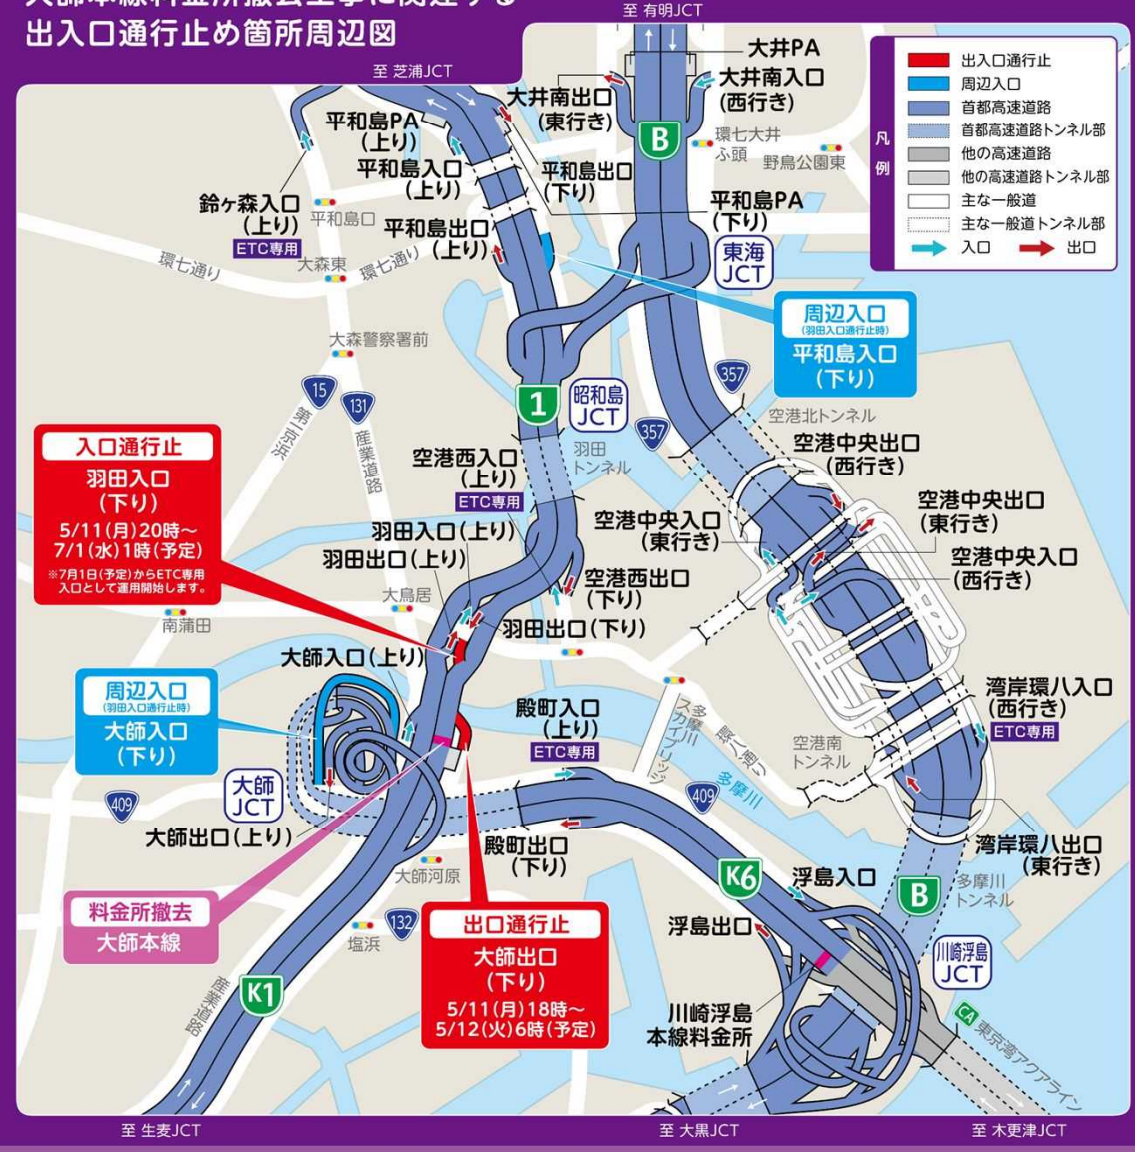 出入口通行止め箇所周辺図
至 有明JCT
至 芝浦JCT
大井PA
大井南出口
(東行き)
大井南入口
(西行き)
B
環七大井
ふ頭
野鳥公園東
凡例
出入口通行止
周辺入口
首都高速道路
首都高速道路トンネル部
他の高速道路
他の高速道路トンネル部
主な一般道
主な一般道トンネル部
入口
出口
平和島PA
(上り)
平和島入口
(上り)
平和島出口
(下り)
平和島PA
(下り)
鈴ヶ森入口
(上り)
ETC専用
平和島口
平和島出口
(上り)
東海
JCT
環七通り
大森東
環七通り
周辺入口
(羽田入口通行止時)
平和島入口
(下り)
大森警察署前
15
131
第一京浜
産業道路
1
昭和島
JCT
357
357
空港北トンネル
羽田
トンネル
空港中央出口
(西行き)
入口通行止
羽田入口
(下り)
5/11(月)20時～
7/1(水)1時(予定)
※7月1日(予定)からETC専用
入口として運用開始します。
空港西入口
(上り)
ETC専用
空港中央出口
(東行き)
羽田入口(上り)
羽田出口(上り)
空港中央入口
(東行き)
空港中央入口
(西行き)
空港西出口
(下り)
大鳥居
南蒲田
羽田出口(下り)
大師入口(上り)
周辺入口
(羽田入口通行止時)
大師入口
(下り)
殿町入口
(上り)
ETC専用
多摩川
スカイブリッジ
環八通り
多摩川
湾岸環八入口
(西行き)
ETC専用
空港南
トンネル
大師
JCT
409
409
大師出口(上り)
殿町出口
(下り)
湾岸環八出口
(東行き)
大師河原
K6
浮島入口
B
多摩川
トンネル
料金所撤去
大師本線
132
塩浜
出口通行止
大師出口
(下り)
5/11(月)18時～
5/12(火)6時(予定)
浮島出口
川崎浮島
JCT
K1
産業道路
川崎浮島
本線料金所
CA
東京湾アクアライン
至 生麦JCT
至 大黒JCT
至 木更津JCT